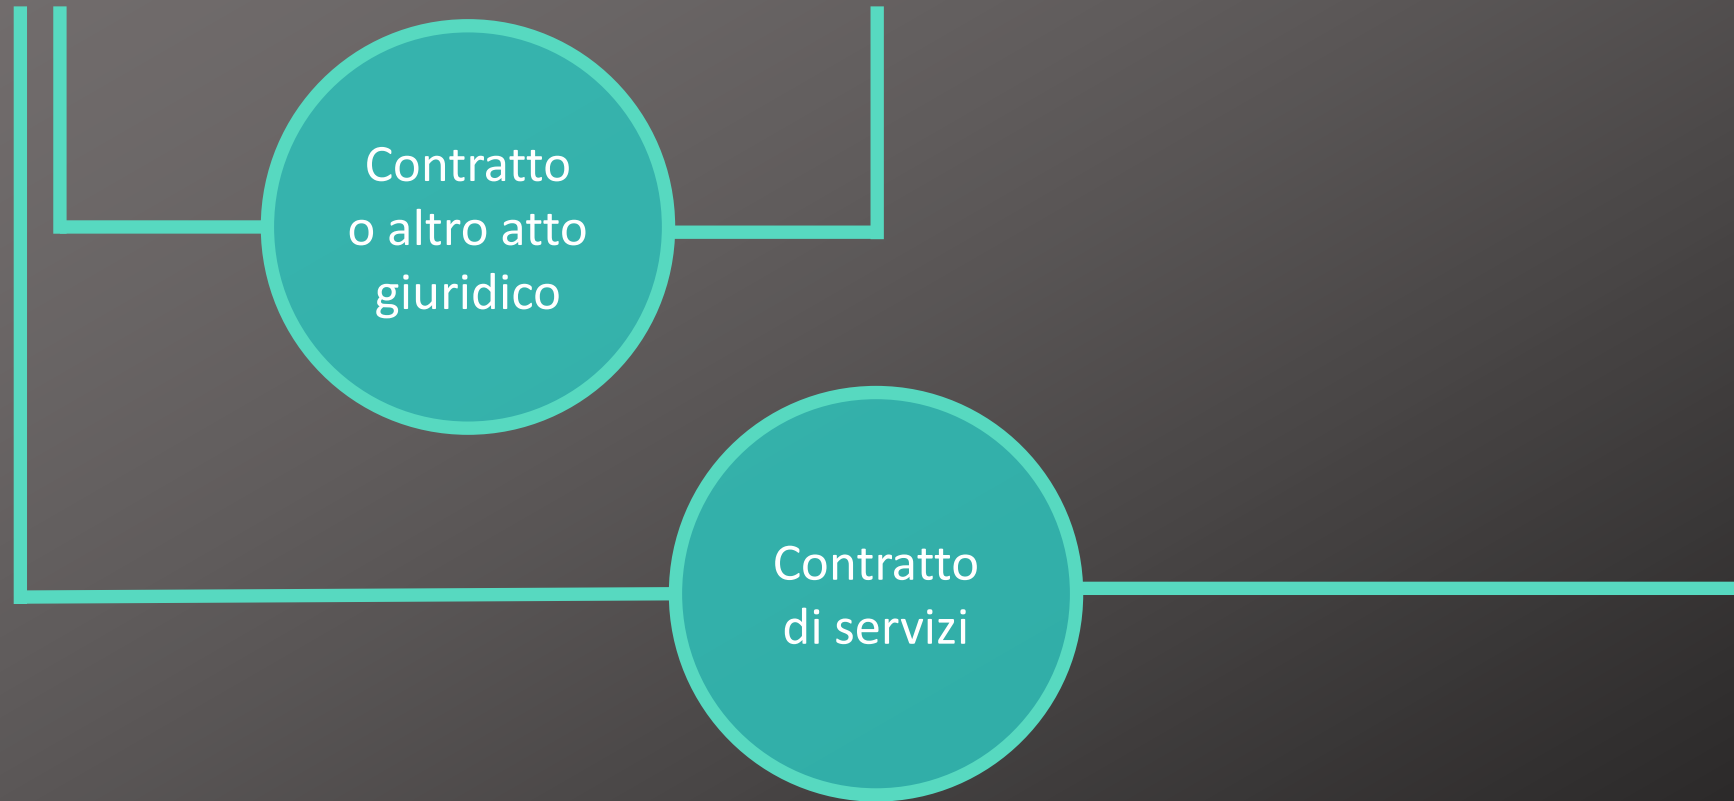 Contratto
o altro atto
giuridico
Contratto
di servizi